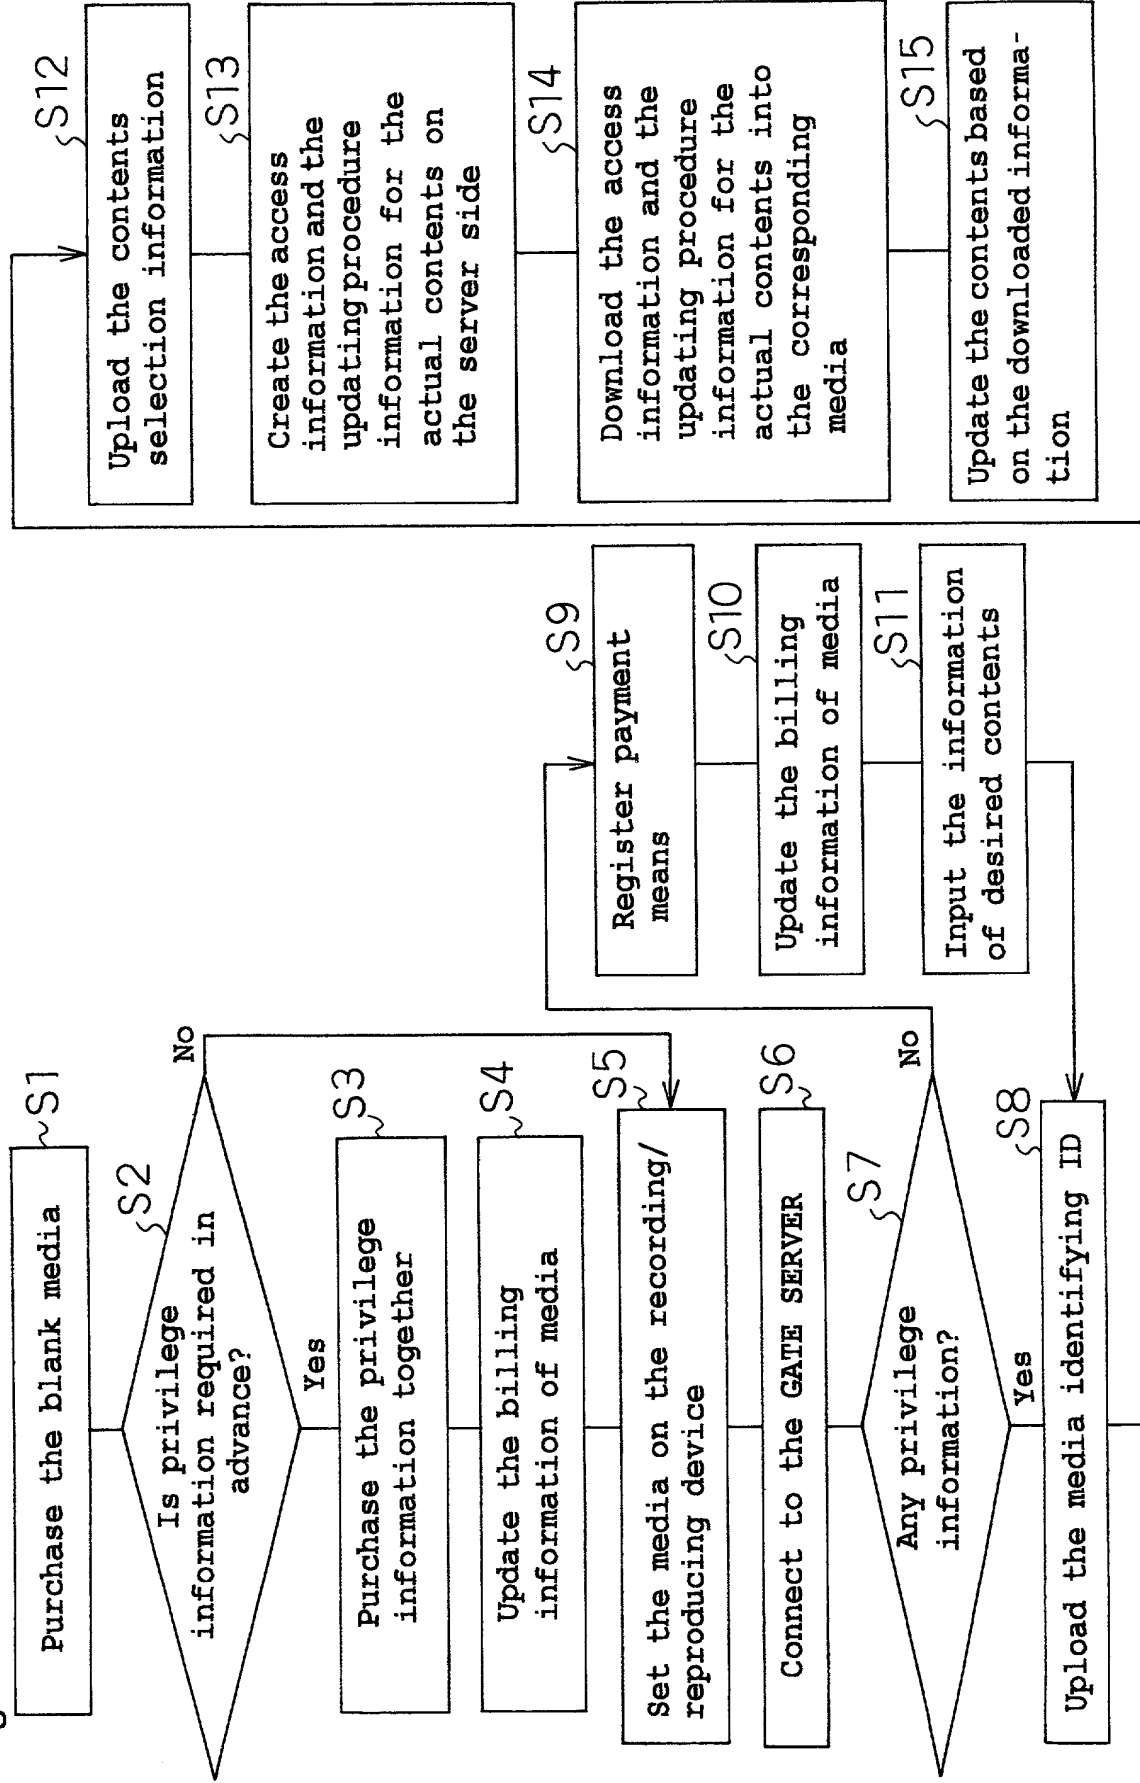 S1
Purchase the blank media
S2
Is privilege
information required in
advance?
No
Yes
S3
Purchase the privilege
information together
S4
Update the billing
information of media
S5
Set the media on the recording/
reproducing device
S6
Connect to the GATE SERVER
S7
Any privilege
information?
No
Yes
S8
Upload the media identifying ID
S9
Register payment
means
S10
Update the billing
information of media
S11
Input the information
of desired contents
S12
Upload the contents
selection information
S13
Create the access
information and the
updating procedure
information for the
actual contents on
the server side
S14
Download the access
information and the
updating procedure
information for the
actual contents into
the corresponding
media
S15
Update the contents based
on the downloaded informa-
tion